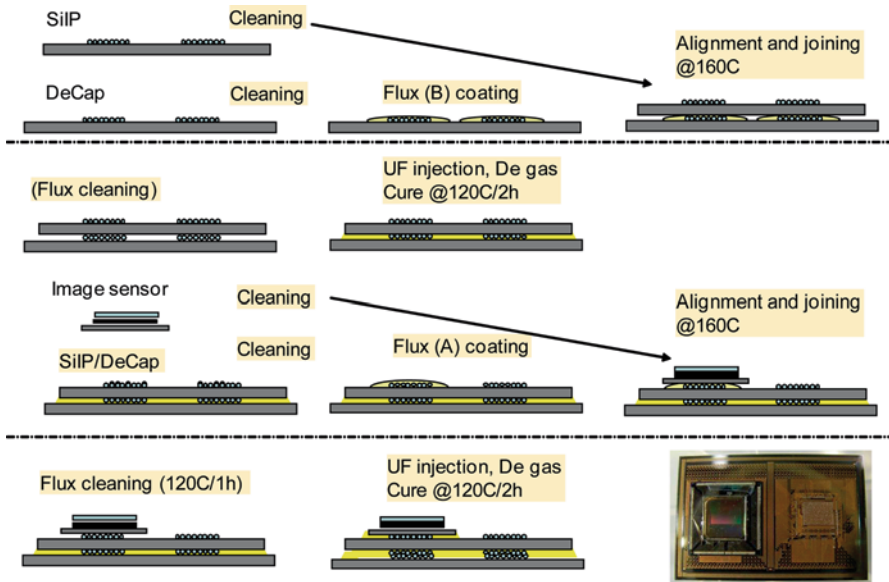 SiIP
Cleaning
Alignment and joining
@160C
DeCap
Cleaning
Flux (B) coating
(Flux cleaning)
UF injection, De gas
Cure @120C/2h
Image sensor
Cleaning
Alignment and joining
@160C
SiIP/DeCap
Cleaning
Flux (A) coating
Flux cleaning (120C/1h)
UF injection, De gas
Cure @120C/2h